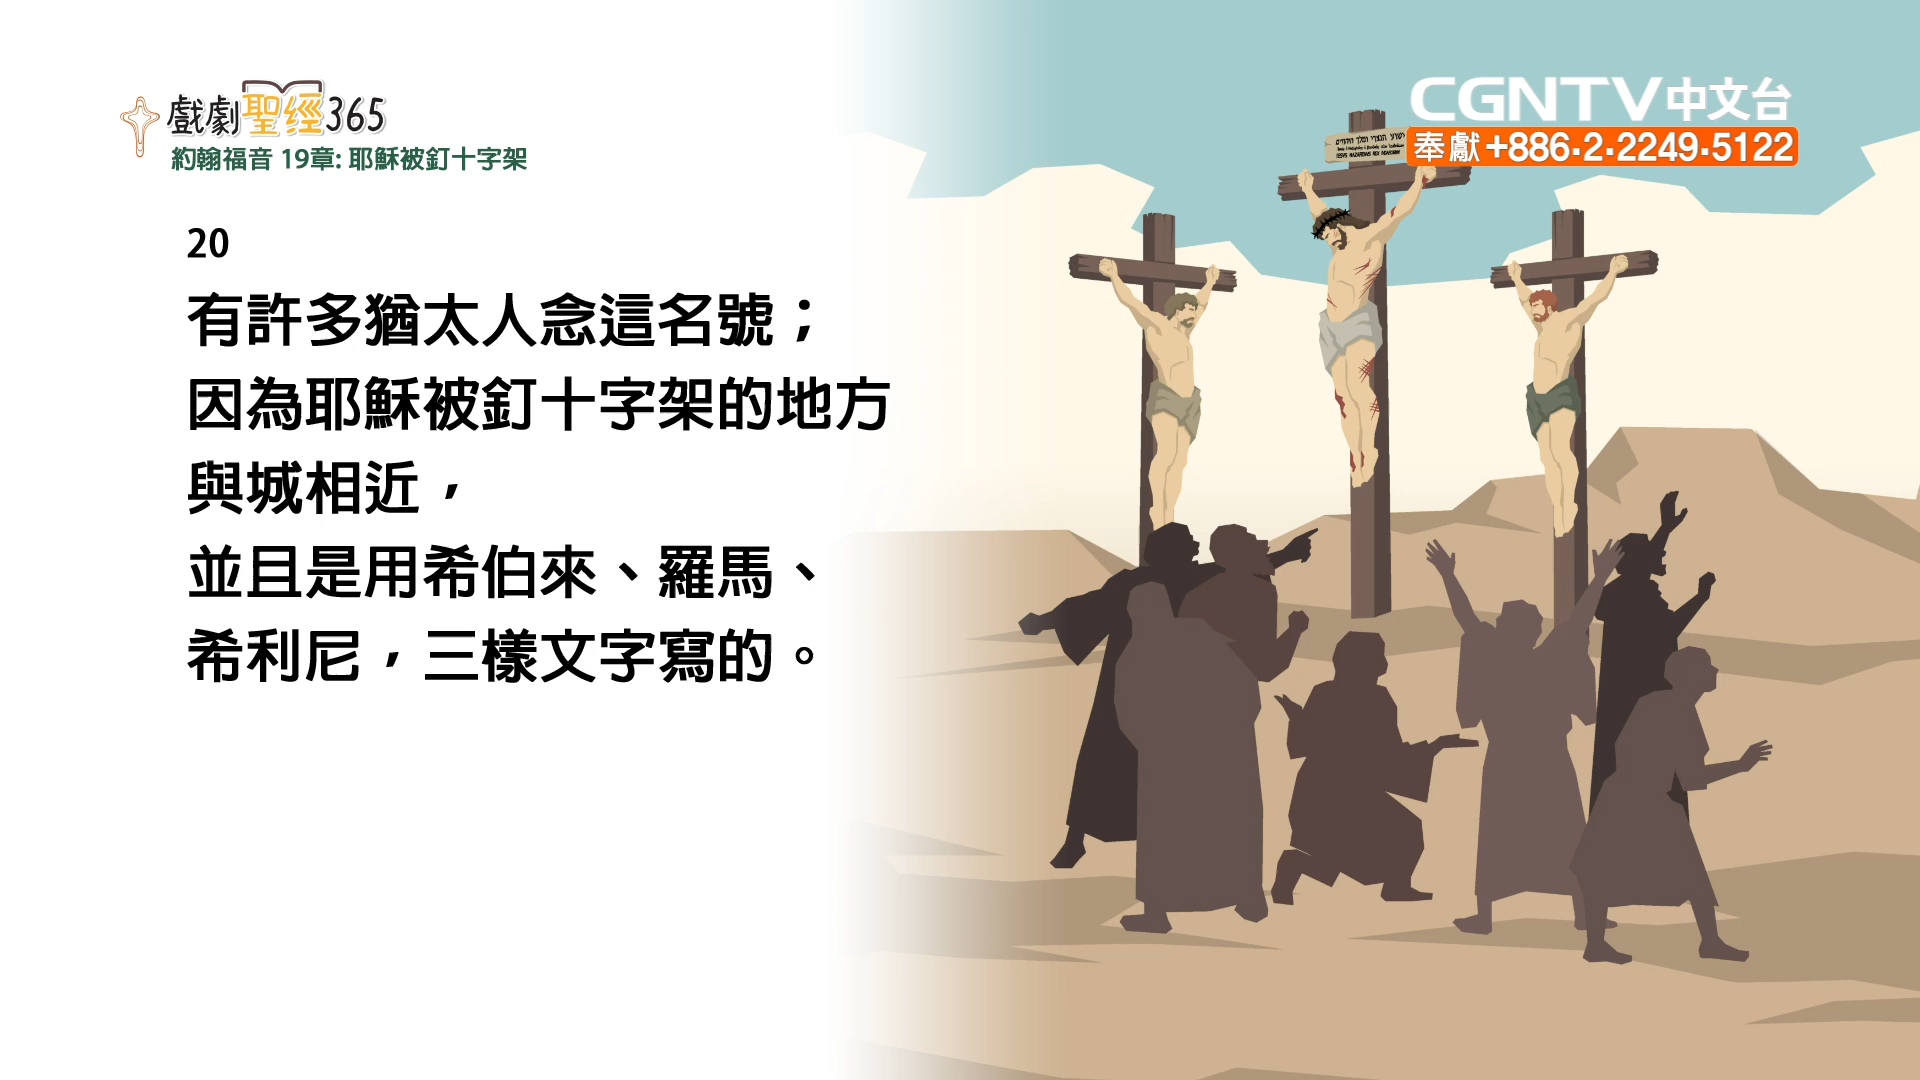 戲劇聖經365
約翰福音 19章: 耶穌被釘十字架
CGNTV中文台
奉獻 +886·2·2249·5122
20
有許多猶太人念這名號；
因為耶穌被釘十字架的地方
與城相近，
並且是用希伯來、羅馬、
希利尼，三樣文字寫的。